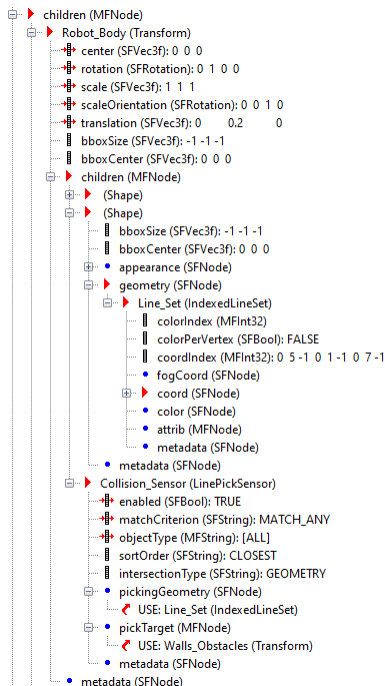 children (MFNode)
Robot_Body (Transform)
center (SFVec3f): 0 0 0
rotation (SFRotation): 0 1 0 0
scale (SFVec3f): 1 1 1
scaleOrientation (SFRotation): 0 0 1 0
translation (SFVec3f): 0 0.2 0
bboxSize (SFVec3f): -1 -1 -1
bboxCenter (SFVec3f): 0 0 0
children (MFNode)
(Shape)
(Shape)
bboxSize (SFVec3f): -1 -1 -1
bboxCenter (SFVec3f): 0 0 0
appearance (SFNode)
geometry (SFNode)
Line_Set (IndexedLineSet)
colorIndex (MFInt32)
colorPerVertex (SFBool): FALSE
coordIndex (MFInt32): 0 5 -1 0 1 -1 0 7 -1
fogCoord (SFNode)
coord (SFNode)
color (SFNode)
attrib (MFNode)
metadata (SFNode)
metadata (SFNode)
Collision_Sensor (LinePickSensor)
enabled (SFBool): TRUE
matchCriterion (SFString): MATCH_ANY
objectType (MFString): [ALL]
sortOrder (SFString): CLOSEST
intersectionType (SFString): GEOMETRY
pickingGeometry (SFNode)
USE: Line_Set (IndexedLineSet)
pickTarget (MFNode)
USE: Walls_Obstacles (Transform)
metadata (SFNode)
metadata (SFNode)